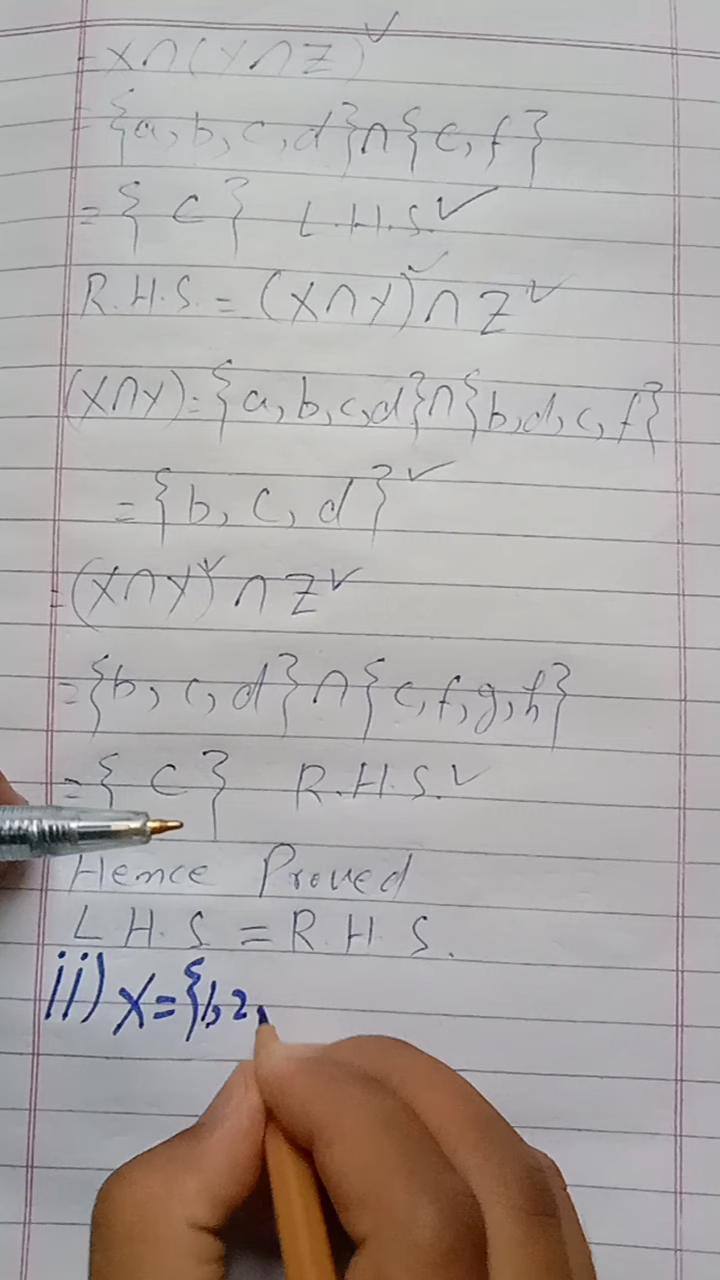 = X∩(Y∩Z) ✓
= {a, b, c, d}∩{c, f}
= { c } L.H.S. ✓
R.H.S. = (X∩Y)✓∩ Z✓
(X∩Y) = {a, b, c, d}∩{b, d, c, f}
= {b, c, d} ✓
= (X∩Y)✓∩ Z✓
= {b, c, d}∩{c, f, g, h}
= { c } R.H.S. ✓
Hence Proved
L.H.S = R.H.S.
ii) X = {1, 2,